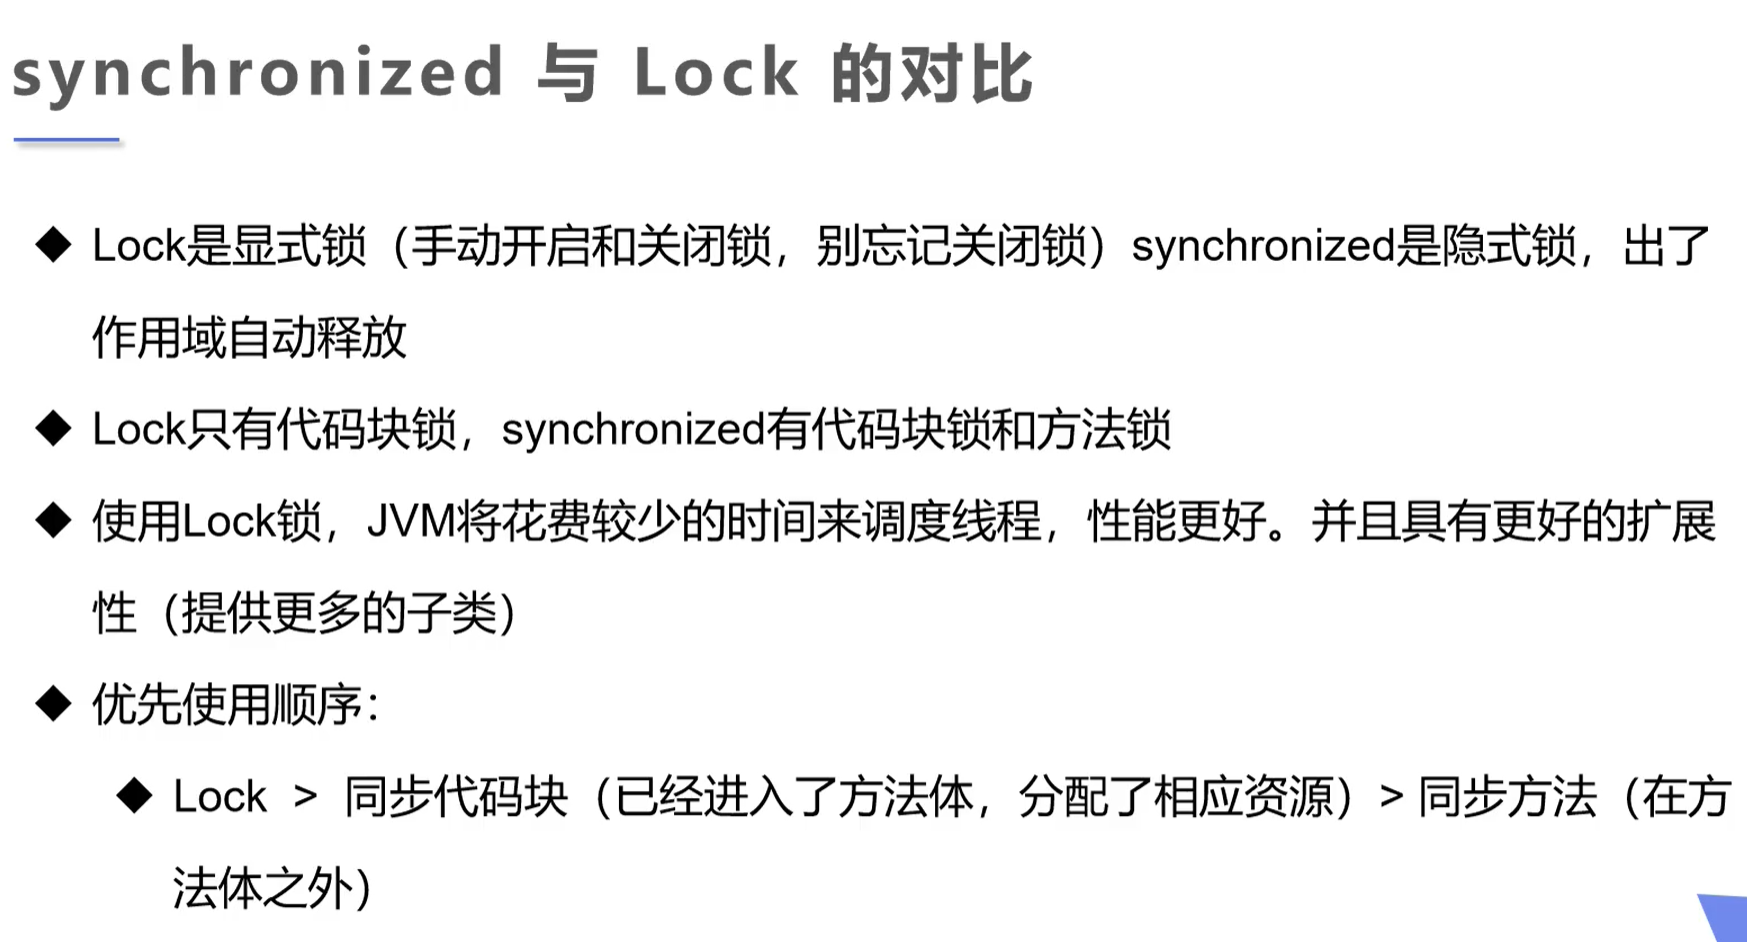 synchronized 与 Lock 的对比
◆ Lock是显式锁（手动开启和关闭锁，别忘记关闭锁）synchronized是隐式锁，出了
作用域自动释放
◆ Lock只有代码块锁，synchronized有代码块锁和方法锁
◆ 使用Lock锁，JVM将花费较少的时间来调度线程，性能更好。并且具有更好的扩展
性（提供更多的子类）
◆ 优先使用顺序：
◆ Lock > 同步代码块（已经进入了方法体，分配了相应资源）> 同步方法（在方
法体之外）